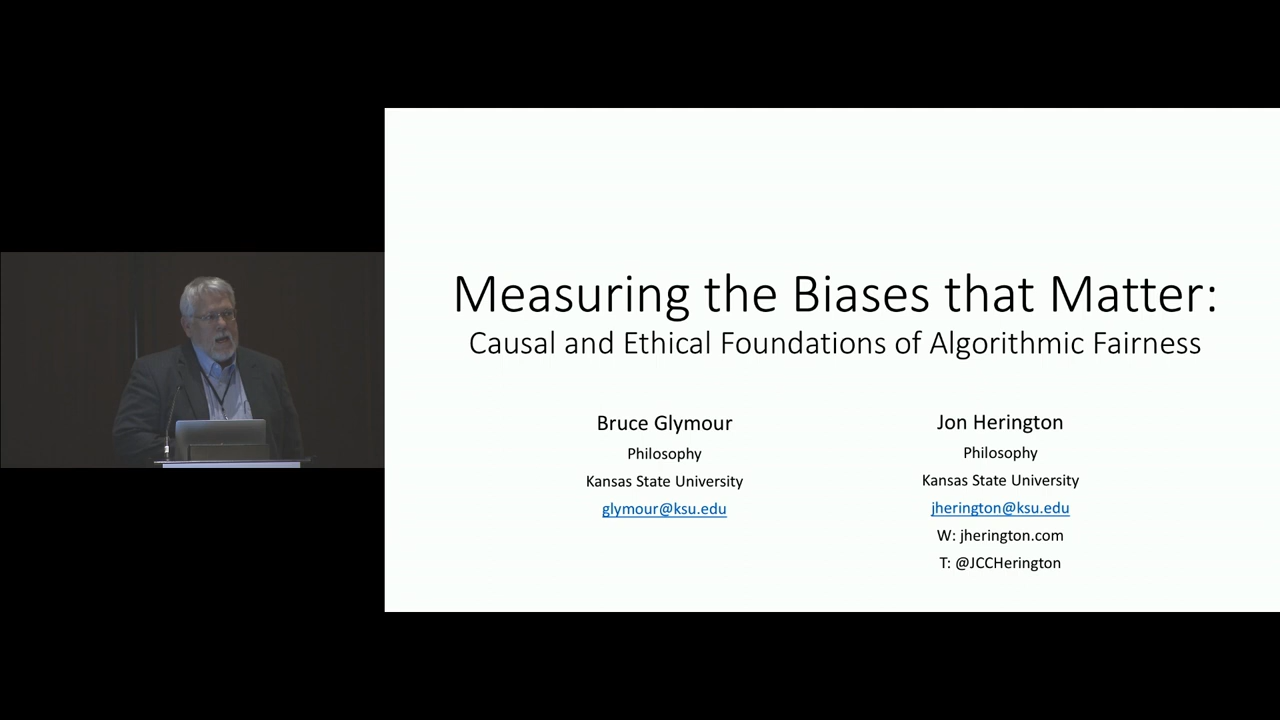 Measuring the Biases that Matter:
Causal and Ethical Foundations of Algorithmic Fairness
Bruce Glymour
Philosophy
Kansas State University
glymour@ksu.edu
Jon Herington
Philosophy
Kansas State University
jherington@ksu.edu
W: jherington.com
T: @JCCHerington